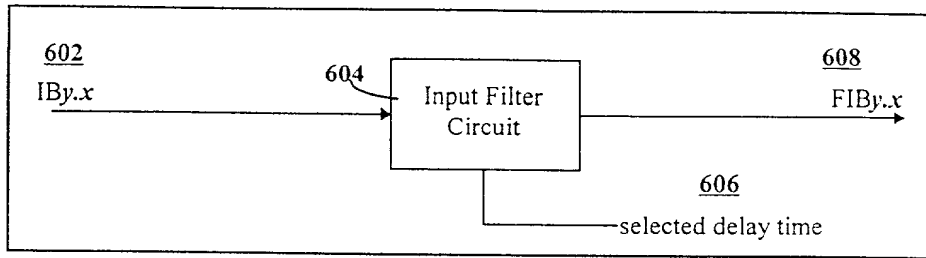 602
IBy.x
604
Input Filter
Circuit
608
FIBy.x
606
selected delay time